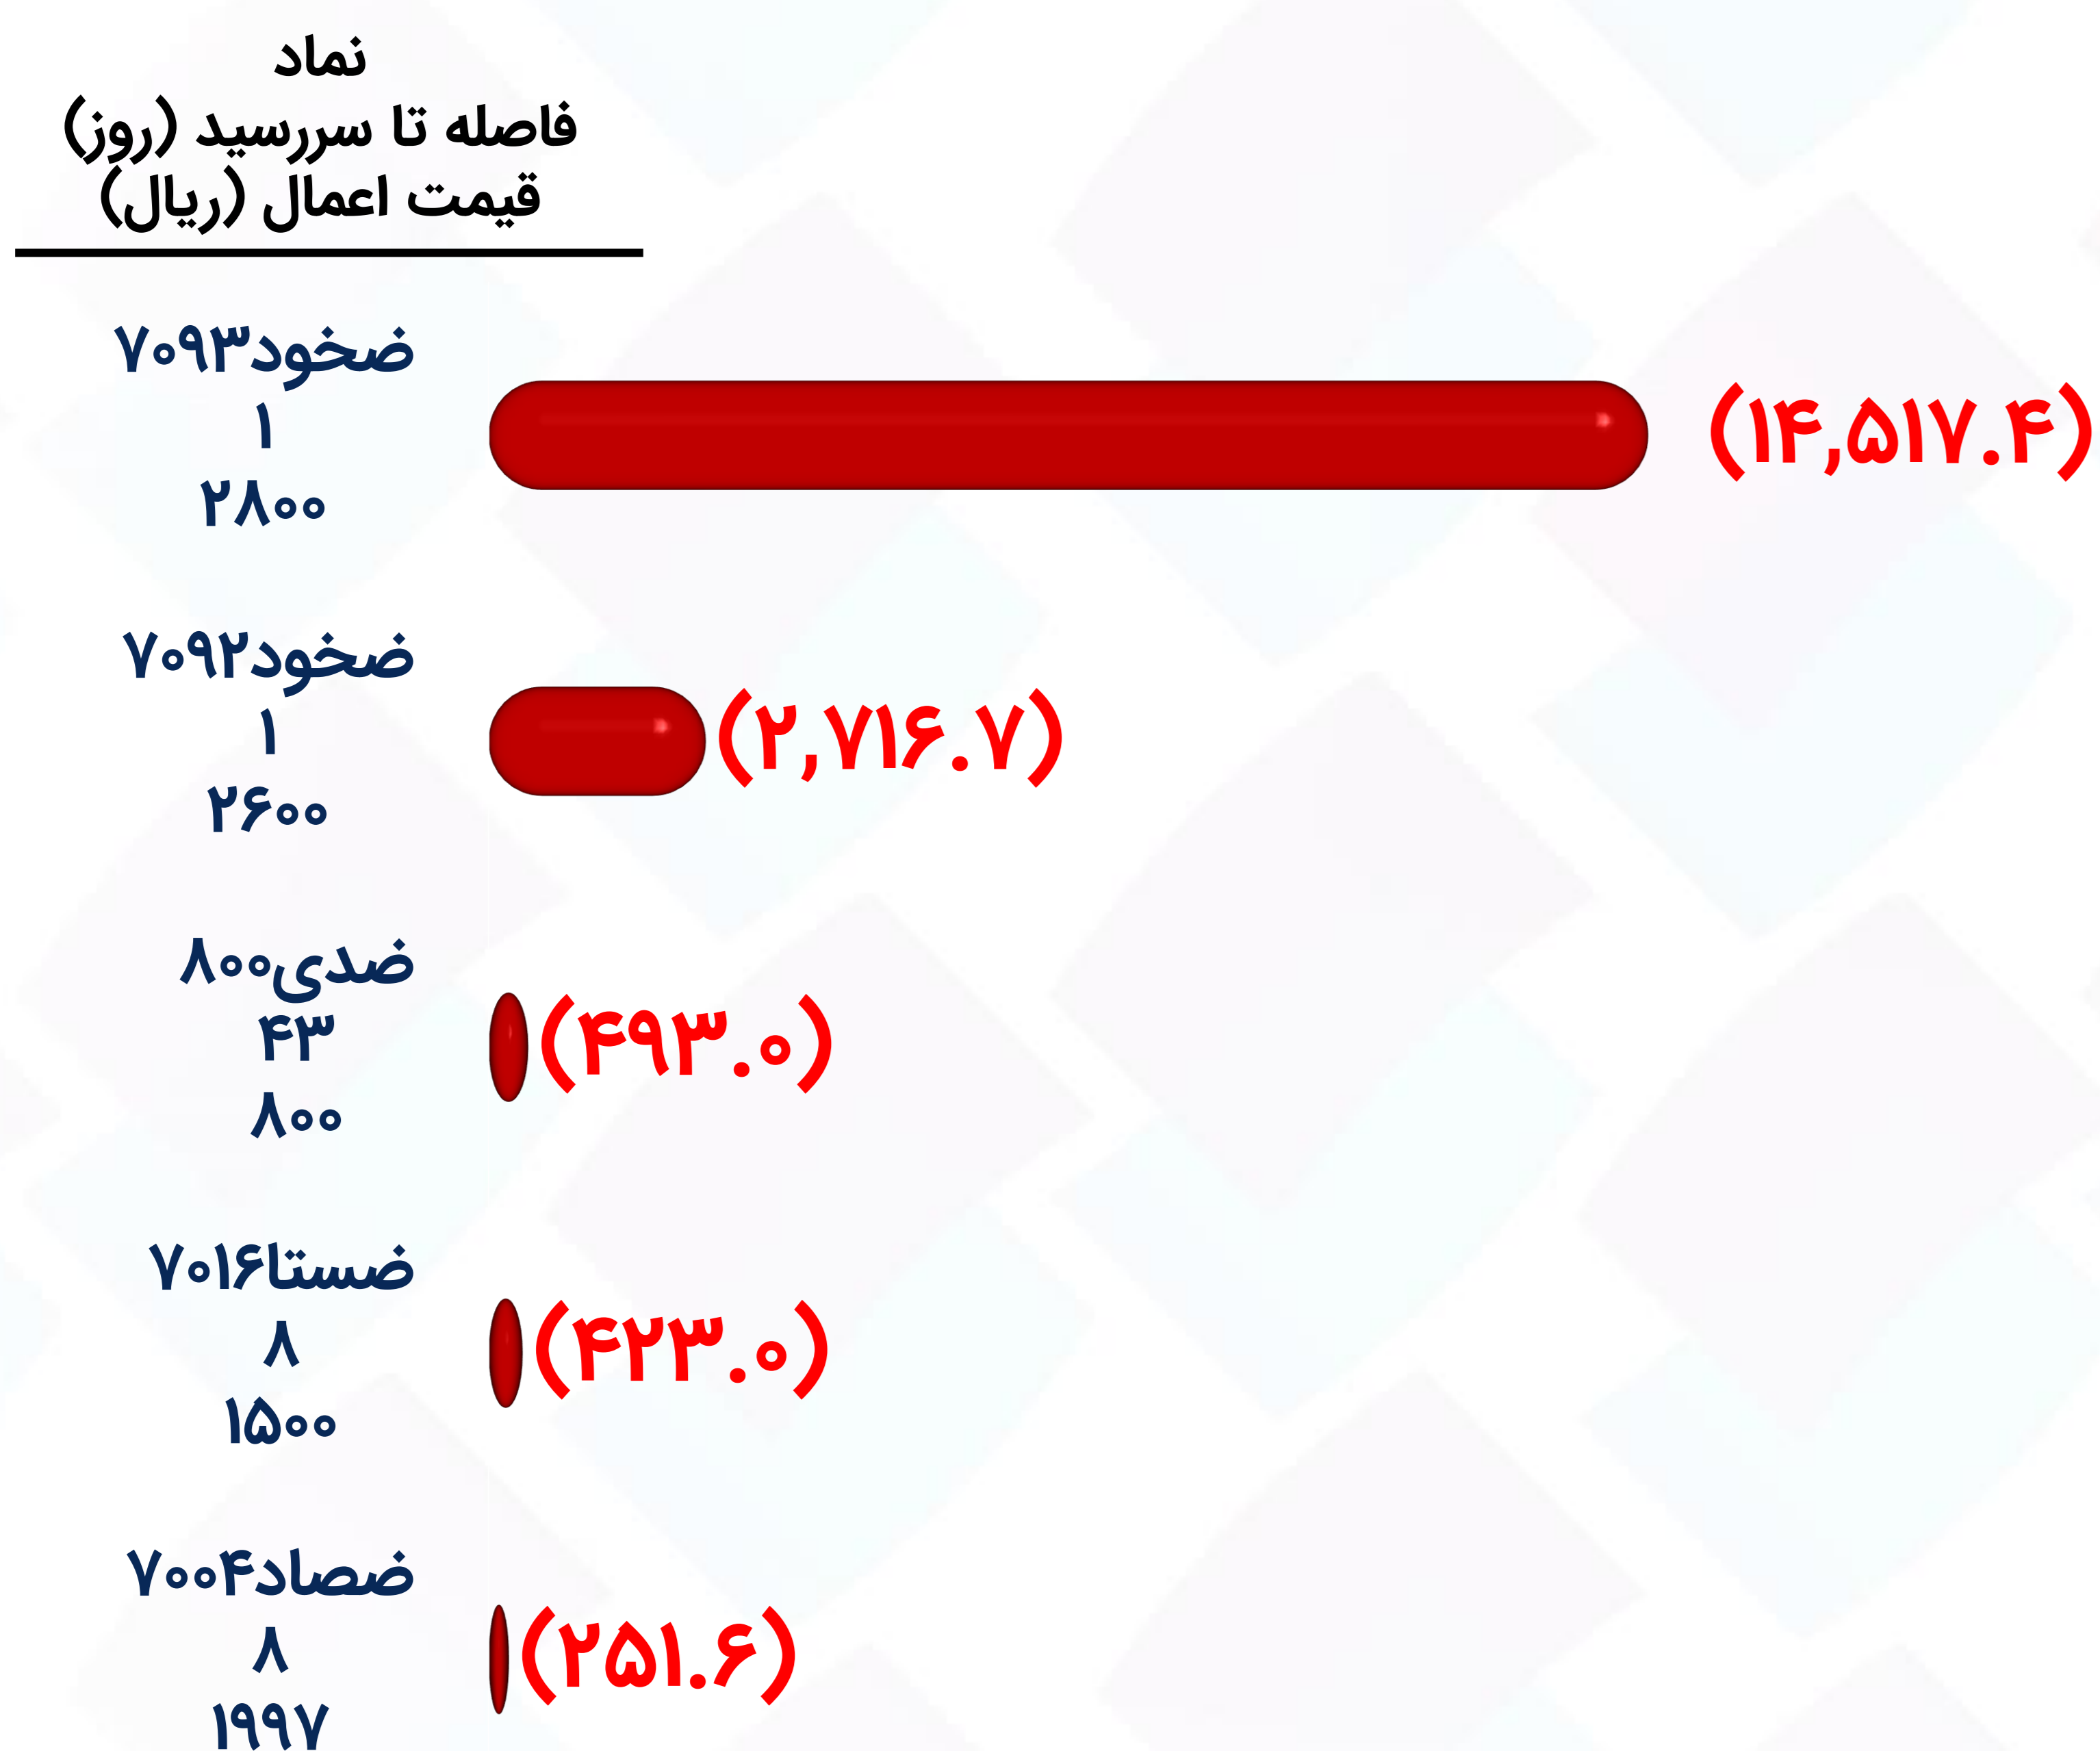 نماد
فاصله تا سررسید (روز)
قیمت اعمال (ریال)
ضخود۷۰۹۳
۱
۲۸۰۰
(۱۴,۵۱۷.۴)
ضخود۷۰۹۲
۱
۲۶۰۰
(۲,۷۱۶.۷)
ضدی۸۰۰
۴۳
۸۰۰
(۴۹۳.۰)
ضستا۷۰۱۶
۸
۱۵۰۰
(۴۲۳.۰)
ضصاد۷۰۰۴
۸
۱۹۹۷
(۲۵۱.۶)